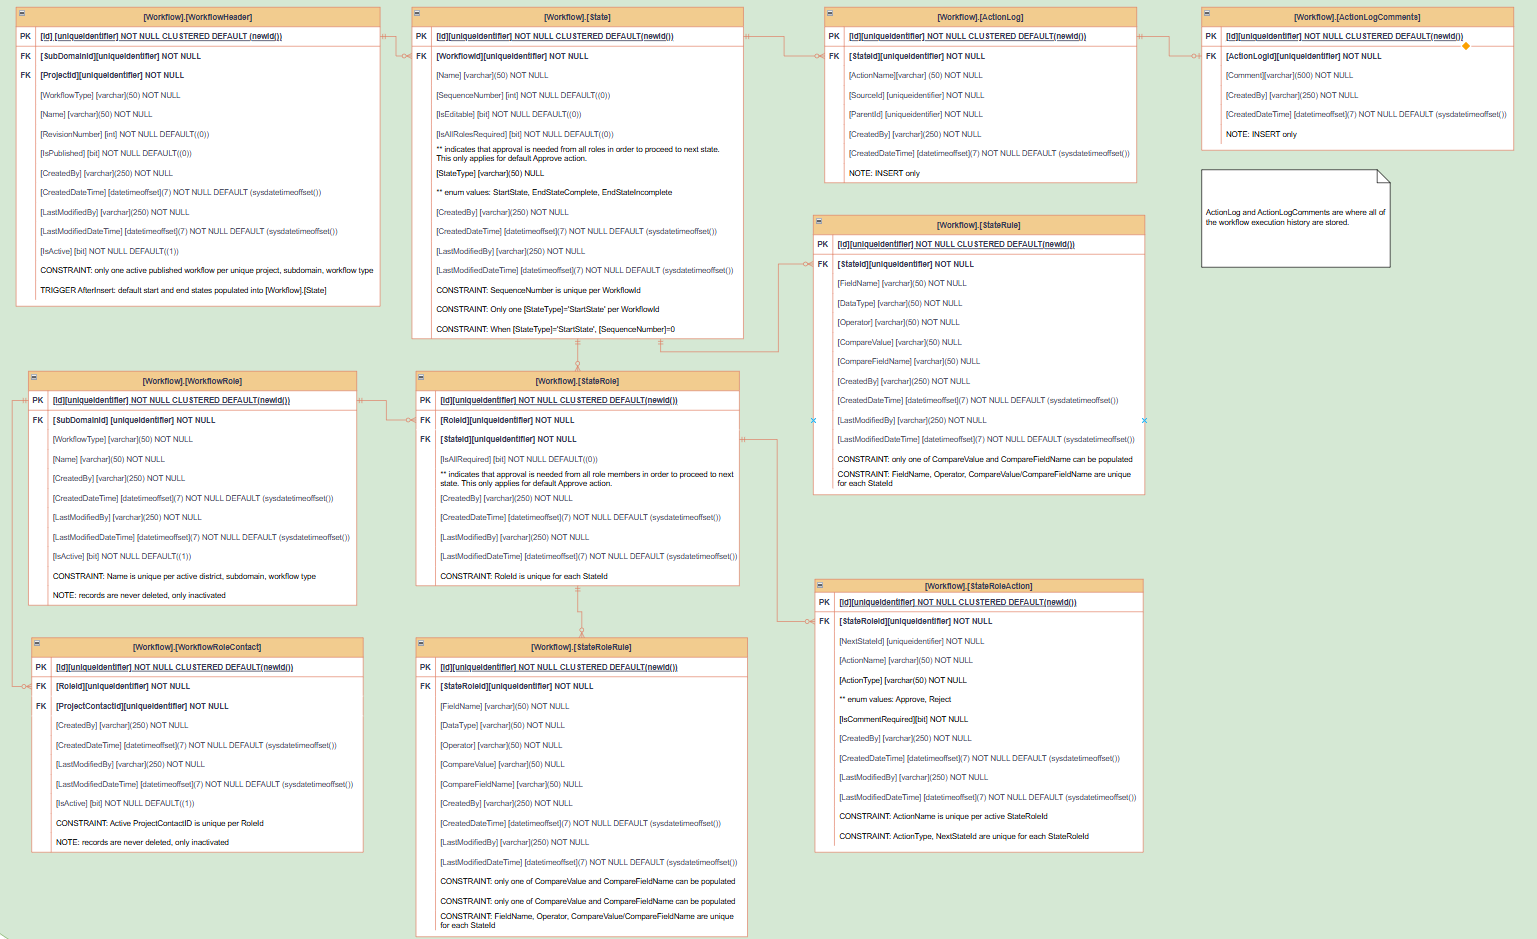 [Workflow].[WorkflowHeader]
PK [Id] [uniqueidentifier] NOT NULL CLUSTERED DEFAULT (newid())
FK [SubDomainId] [uniqueidentifier] NOT NULL
FK [ProjectId] [uniqueidentifier] NOT NULL
[WorkflowType] [varchar](50) NOT NULL
[Name] [varchar](50) NOT NULL
[RevisionNumber] [int] NOT NULL DEFAULT((0))
[IsPublished] [bit] NOT NULL DEFAULT((0))
[CreatedBy] [varchar](250) NOT NULL
[CreatedDateTime] [datetimeoffset](7) NOT NULL DEFAULT (sysdatetimeoffset())
[LastModifiedBy] [varchar](250) NOT NULL
[LastModifiedDateTime] [datetimeoffset](7) NOT NULL DEFAULT (sysdatetimeoffset())
[IsActive] [bit] NOT NULL DEFAULT((1))
CONSTRAINT: only one active published workflow per unique project, subdomain, workflow type
TRIGGER AfterInsert: default start and end states populated into [Workflow].[State]
[Workflow].[State]
PK [Id][uniqueidentifier] NOT NULL CLUSTERED DEFAULT(newid())
FK [WorkflowId] [uniqueidentifier] NOT NULL
[Name] [varchar](50) NOT NULL
[SequenceNumber] [int] NOT NULL DEFAULT((0))
[IsEditable] [bit] NOT NULL DEFAULT((0))
[IsAllRolesRequired] [bit] NOT NULL DEFAULT((0))
** indicates that approval is needed from all roles in order to proceed to next state.
This only applies for default Approve action.
[StateType] [varchar](50) NULL
** enum values: StartState, EndStateComplete, EndStateIncomplete
[CreatedBy] [varchar](250) NOT NULL
[CreatedDateTime] [datetimeoffset](7) NOT NULL DEFAULT (sysdatetimeoffset())
[LastModifiedBy] [varchar](250) NOT NULL
[LastModifiedDateTime] [datetimeoffset](7) NOT NULL DEFAULT (sysdatetimeoffset())
CONSTRAINT: SequenceNumber is unique per WorkflowId
CONSTRAINT: Only one [StateType]='StartState' per WorkflowId
CONSTRAINT: When [StateType]='StartState', [SequenceNumber]=0
[Workflow].[ActionLog]
PK [Id][uniqueidentifier] NOT NULL CLUSTERED DEFAULT(newid())
FK [StateId][uniqueidentifier] NOT NULL
[ActionName][varchar] (50) NOT NULL
[SourceId] [uniqueidentifier] NOT NULL
[ParentId] [uniqueidentifier] NOT NULL
[CreatedBy] [varchar](250) NOT NULL
[CreatedDateTime] [datetimeoffset](7) NOT NULL DEFAULT (sysdatetimeoffset())
NOTE: INSERT only
[Workflow].[ActionLogComments]
PK [Id][uniqueidentifier] NOT NULL CLUSTERED DEFAULT(newid())
FK [ActionLogId][uniqueidentifier] NOT NULL
[Comment][varchar](500) NOT NULL
[CreatedBy] [varchar](250) NOT NULL
[CreatedDateTime] [datetimeoffset](7) NOT NULL DEFAULT (sysdatetimeoffset())
NOTE: INSERT only
ActionLog and ActionLogComments are where all of
the workflow execution history are stored.
[Workflow].[StateRule]
PK [Id][uniqueidentifier] NOT NULL CLUSTERED DEFAULT(newid())
FK [StateId][uniqueidentifier] NOT NULL
[FieldName] [varchar](50) NOT NULL
[DataType] [varchar](50) NOT NULL
[Operator] [varchar](50) NOT NULL
[CompareValue] [varchar](50) NULL
[CompareFieldName] [varchar](50) NULL
[CreatedBy] [varchar](250) NOT NULL
[CreatedDateTime] [datetimeoffset](7) NOT NULL DEFAULT (sysdatetimeoffset())
[LastModifiedBy] [varchar](250) NOT NULL
[LastModifiedDateTime] [datetimeoffset](7) NOT NULL DEFAULT (sysdatetimeoffset())
CONSTRAINT: only one of CompareValue and CompareFieldName can be populated
CONSTRAINT: FieldName, Operator, CompareValue/CompareFieldName are unique
for each StateId
[Workflow].[WorkflowRole]
PK [Id][uniqueidentifier] NOT NULL CLUSTERED DEFAULT(newid())
FK [SubDomainId] [uniqueidentifier] NOT NULL
[WorkflowType] [varchar](50) NOT NULL
[Name] [varchar](50) NOT NULL
[CreatedBy] [varchar](250) NOT NULL
[CreatedDateTime] [datetimeoffset](7) NOT NULL DEFAULT (sysdatetimeoffset())
[LastModifiedBy] [varchar](250) NOT NULL
[LastModifiedDateTime] [datetimeoffset](7) NOT NULL DEFAULT (sysdatetimeoffset())
[IsActive] [bit] NOT NULL DEFAULT((1))
CONSTRAINT: Name is unique per active district, subdomain, workflow type
NOTE: records are never deleted, only inactivated
[Workflow].[StateRole]
PK [Id][uniqueidentifier] NOT NULL CLUSTERED DEFAULT(newid())
FK [RoleId][uniqueidentifier] NOT NULL
FK [StateId][uniqueidentifier] NOT NULL
[IsAllRequired] [bit] NOT NULL DEFAULT((0))
** indicates that approval is needed from all role members in order to proceed to next
state. This only applies for default Approve action.
[CreatedBy] [varchar](250) NOT NULL
[CreatedDateTime] [datetimeoffset](7) NOT NULL DEFAULT (sysdatetimeoffset())
[LastModifiedBy] [varchar](250) NOT NULL
[LastModifiedDateTime] [datetimeoffset](7) NOT NULL DEFAULT (sysdatetimeoffset())
CONSTRAINT: RoleId is unique for each StateId
[Workflow].[StateRoleAction]
PK [Id][uniqueidentifier] NOT NULL CLUSTERED DEFAULT(newid())
FK [StateRoleId][uniqueidentifier] NOT NULL
[NextStateId] [uniqueidentifier] NOT NULL
[ActionName] [varchar](50) NOT NULL
[ActionType] [varchar(50) NOT NULL
** enum values: Approve, Reject
[IsCommentRequired][bit] NOT NULL
[CreatedBy] [varchar](250) NOT NULL
[CreatedDateTime] [datetimeoffset](7) NOT NULL DEFAULT (sysdatetimeoffset())
[LastModifiedBy] [varchar](250) NOT NULL
[LastModifiedDateTime] [datetimeoffset](7) NOT NULL DEFAULT (sysdatetimeoffset())
CONSTRAINT: ActionName is unique per active StateRoleId
CONSTRAINT: ActionType, NextStateId are unique for each StateRoleId
[Workflow].[WorkflowRoleContact]
PK [Id][uniqueidentifier] NOT NULL CLUSTERED DEFAULT(newid())
FK [RoleId][uniqueidentifier] NOT NULL
FK [ProjectContactId][uniqueidentifier] NOT NULL
[CreatedBy] [varchar](250) NOT NULL
[CreatedDateTime] [datetimeoffset](7) NOT NULL DEFAULT (sysdatetimeoffset())
[LastModifiedBy] [varchar](250) NOT NULL
[LastModifiedDateTime] [datetimeoffset](7) NOT NULL DEFAULT (sysdatetimeoffset())
[IsActive] [bit] NOT NULL DEFAULT((1))
CONSTRAINT: Active ProjectContactID is unique per RoleId
NOTE: records are never deleted, only inactivated
[Workflow].[StateRoleRule]
PK [Id][uniqueidentifier] NOT NULL CLUSTERED DEFAULT(newid())
FK [StateRoleId][uniqueidentifier] NOT NULL
[FieldName] [varchar](50) NOT NULL
[DataType] [varchar](50) NOT NULL
[Operator] [varchar](50) NOT NULL
[CompareValue] [varchar](50) NULL
[CompareFieldName] [varchar](50) NULL
[CreatedBy] [varchar](250) NOT NULL
[CreatedDateTime] [datetimeoffset](7) NOT NULL DEFAULT (sysdatetimeoffset())
[LastModifiedBy] [varchar](250) NOT NULL
[LastModifiedDateTime] [datetimeoffset](7) NOT NULL DEFAULT (sysdatetimeoffset())
CONSTRAINT: only one of CompareValue and CompareFieldName can be populated
CONSTRAINT: only one of CompareValue and CompareFieldName can be populated
CONSTRAINT: FieldName, Operator, CompareValue/CompareFieldName are unique
for each StateId